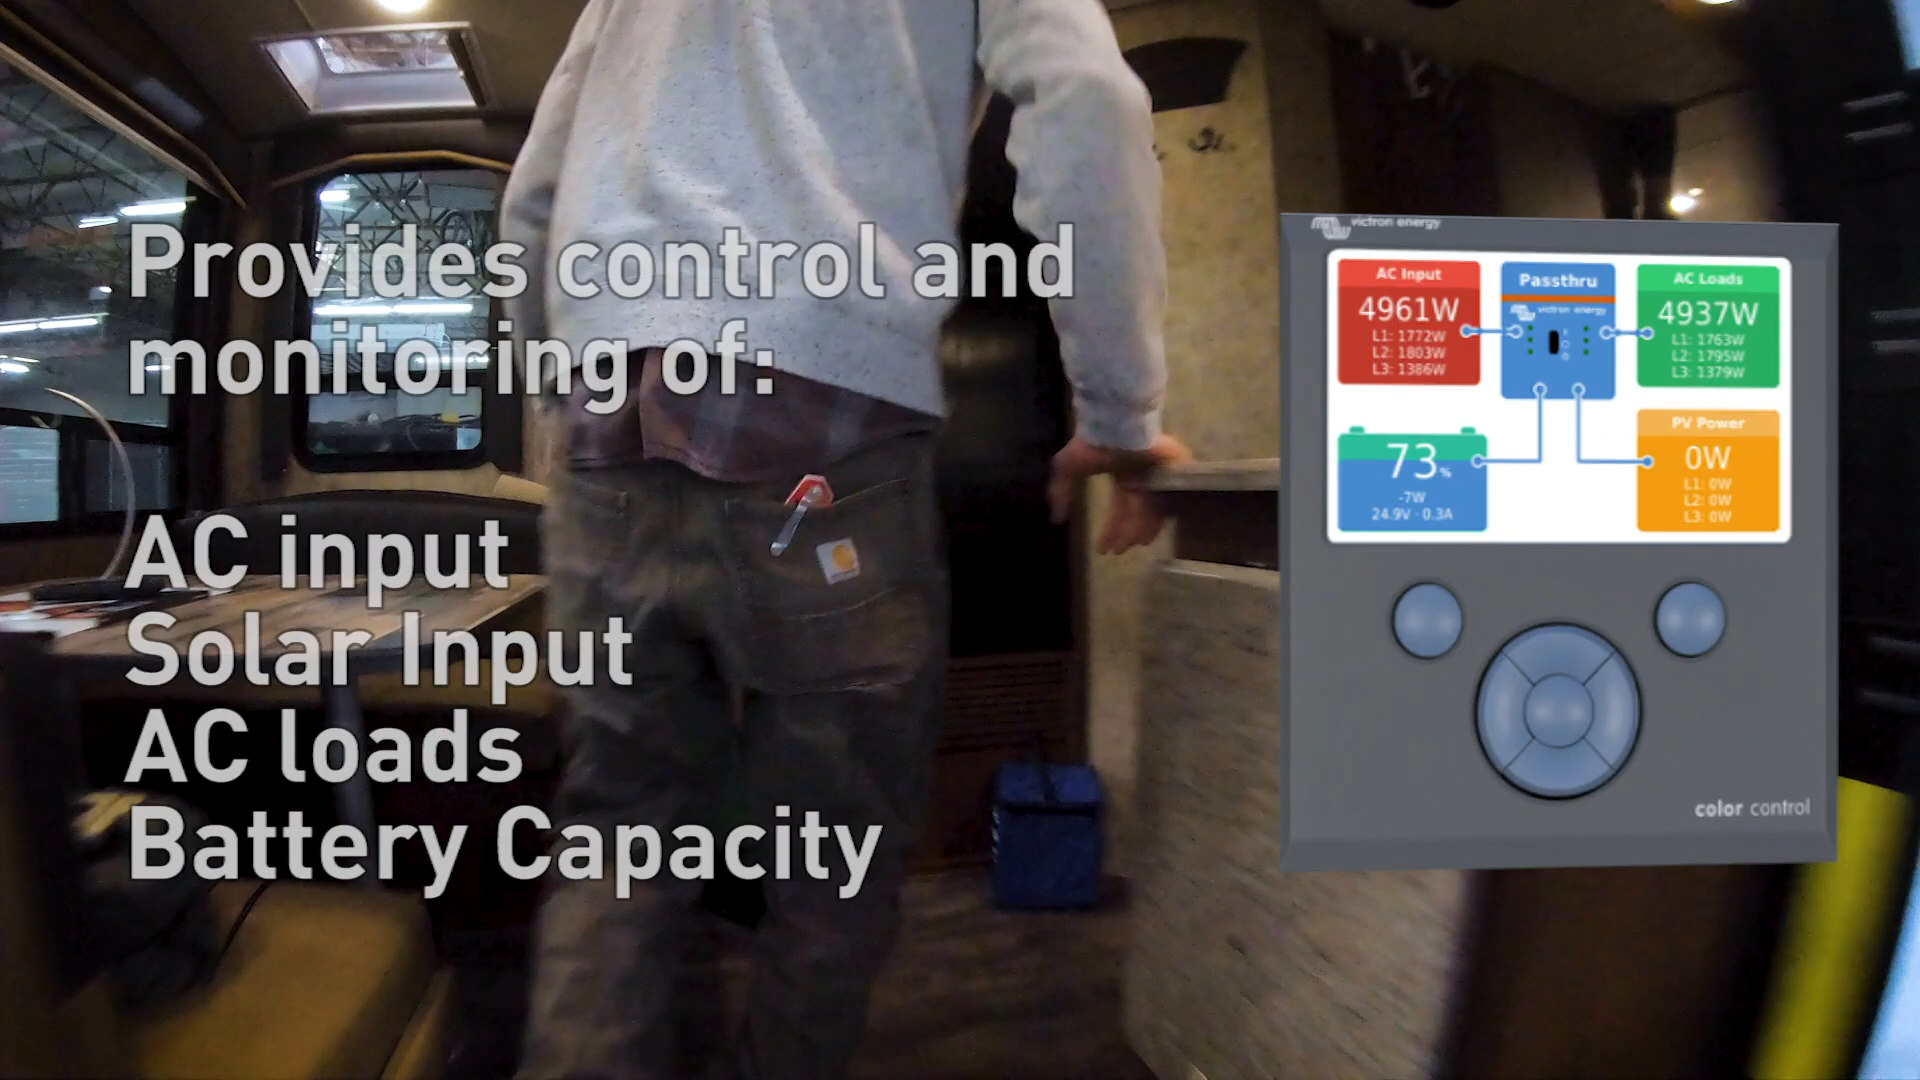 Provides control and
monitoring of:
AC input
Solar Input
AC loads
Battery Capacity
victron energy
AC Input
4961W
L1: 1772W
L2: 1803W
L3: 1386W
Passthru
victron energy
AC Loads
4937W
L1: 1763W
L2: 1795W
L3: 1379W
73%
-7W
24.9V · 0.3A
PV Power
0W
L1: 0W
L2: 0W
L3: 0W
color control